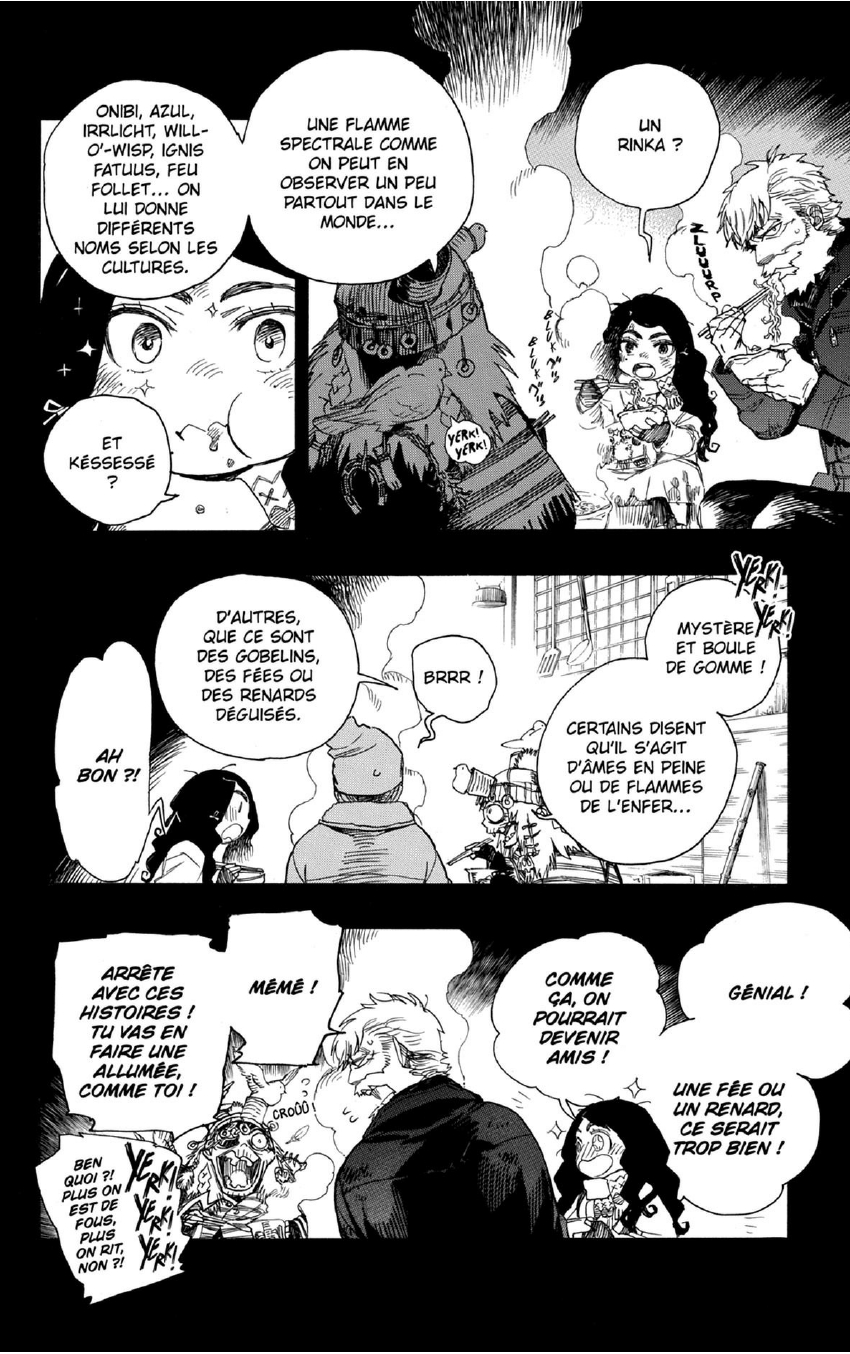 UN
RINKA ?
ZLUUURP
UNE FLAMME
SPECTRALE COMME
ON PEUT EN
OBSERVER UN PEU
PARTOUT DANS LE
MONDE...
BLUK
BLUK
YERK!
YERK!
ONIBI, AZUL,
IRRLICHT, WILL-
O'-WISP, IGNIS
FATUUS, FEU
FOLLET... ON
LUI DONNE
DIFFÉRENTS
NOMS SELON LES
CULTURES.
ET
KÉSSESSÉ
?
YERK!
YERK!
MYSTÈRE
ET BOULE
DE GOMME !
CERTAINS DISENT
QU'IL S'AGIT
D'ÂMES EN PEINE
OU DE FLAMMES
DE L'ENFER...
BRRR !
D'AUTRES,
QUE CE SONT
DES GOBELINS,
DES FÉES OU
DES RENARDS
DÉGUISÉS.
AH
BON ?!
GÉNIAL !
UNE FÉE OU
UN RENARD,
CE SERAIT
TROP BIEN !
COMME
ÇA, ON
POURRAIT
DEVENIR
AMIS !
MÉMÉ !
ARRÊTE
AVEC CES
HISTOIRES !
TU VAS EN
FAIRE UNE
ALLUMÉE,
COMME TOI !
CROÔÔ !
YERK!
YERK!
YERK!
BEN
QUOI ?!
PLUS ON
EST DE
FOUS,
PLUS
ON RIT,
NON ?!